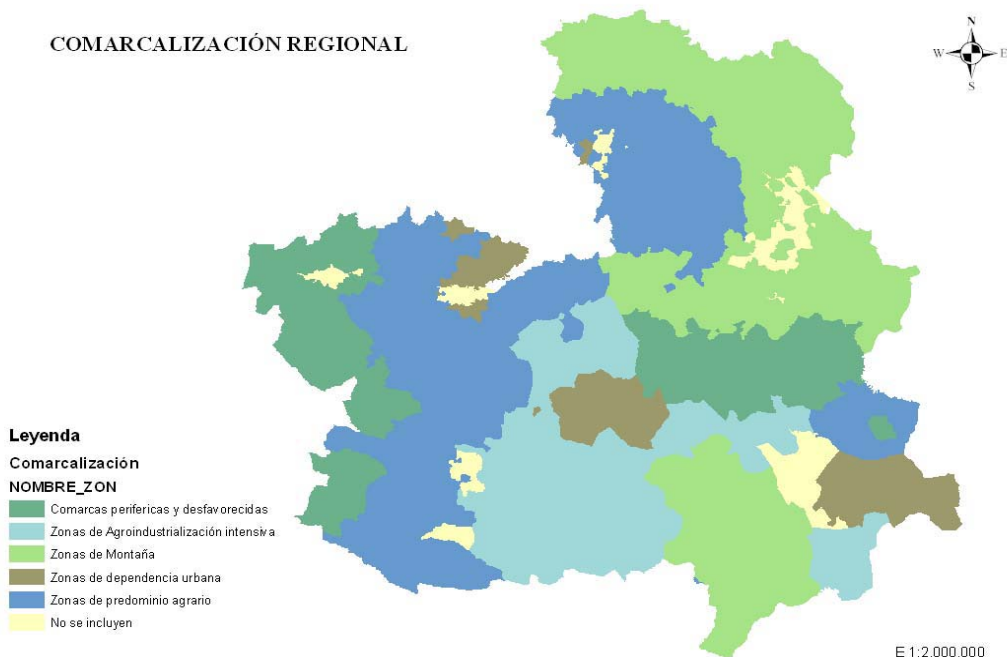 COMARCALIZACIÓN REGIONAL
N
W E
S
Leyenda
Comarcalización
NOMBRE_ZON
Comarcas perifericas y desfavorecidas
Zonas de Agroindustrialización intensiva
Zonas de Montaña
Zonas de dependencia urbana
Zonas de predominio agrario
No se incluyen
E 1:2.000.000